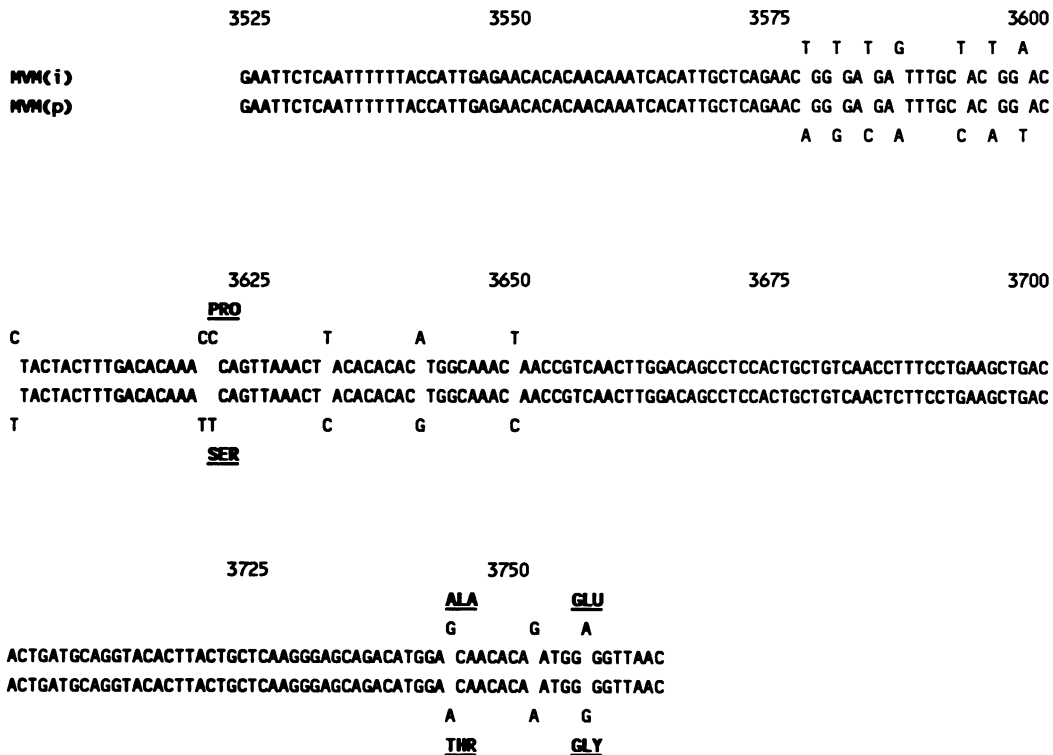 3525 3550 3575 3600
T T T G T T A
MVM(i) GAATTCTCAATTTTTTACCATTGAGAACACACAACAAATCACATTGCTCAGAAC GG GA GA TTTGC AC GG AC
MVM(p) GAATTCTCAATTTTTTACCATTGAGAACACACAACAAATCACATTGCTCAGAAC GG GA GA TTTGC AC GG AC
A G C A C A T
3625 3650 3675 3700
PRO
C CC T A T
TACTACTTTGACACAAA CAGTTAAACT ACACACAC TGGCAAAC AACCGTCAACTTGGACAGCCTCCACTGCTGTCAACCTTTCCTGAAGCTGAC
TACTACTTTGACACAAA CAGTTAAACT ACACACAC TGGCAAAC AACCGTCAACTTGGACAGCCTCCACTGCTGTCAACTCTTCCTGAAGCTGAC
T TT C G C
SER
3725 3750
ALA GLU
G G A
ACTGATGCAGGTACACTTACTGCTCAAGGGAGCAGACATGGA CAACACA ATGG GGTTAAC
ACTGATGCAGGTACACTTACTGCTCAAGGGAGCAGACATGGA CAACACA ATGG GGTTAAC
A A G
THR GLY